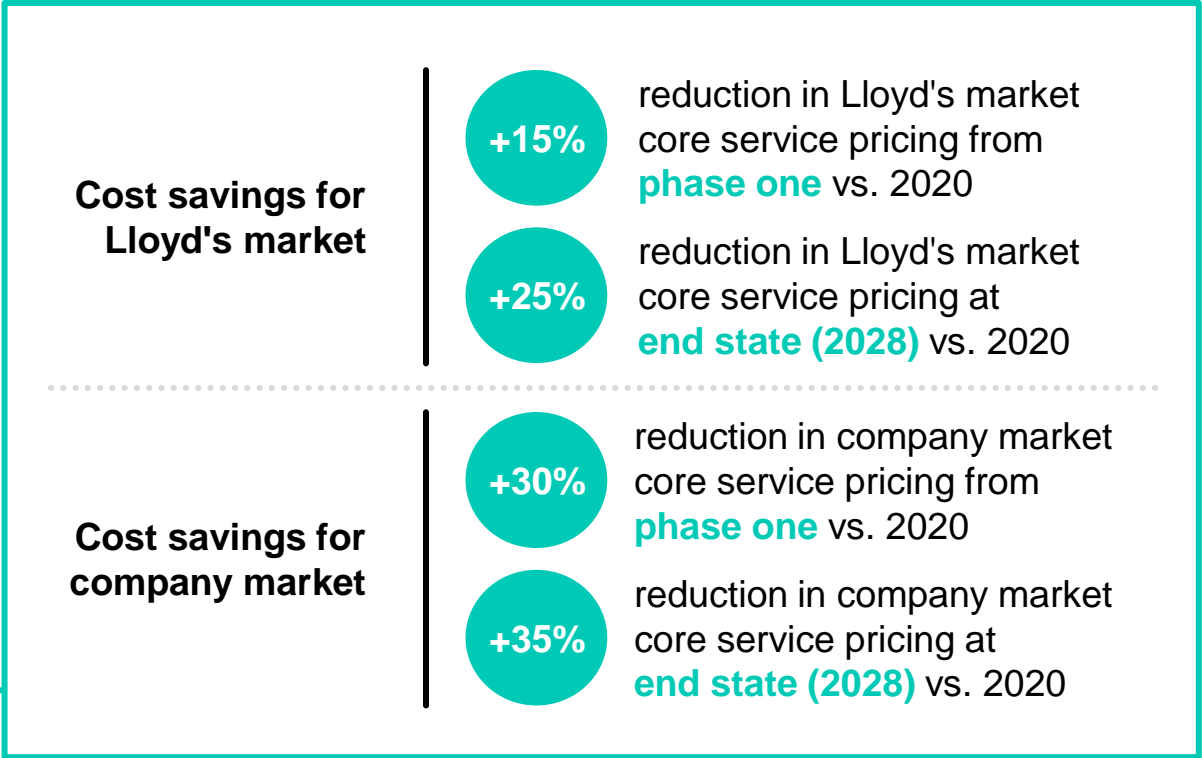 Cost savings for
Lloyd's market
+15%
reduction in Lloyd's market
core service pricing from
phase one vs. 2020
+25%
reduction in Lloyd's market
core service pricing at
end state (2028) vs. 2020
Cost savings for
company market
+30%
reduction in company market
core service pricing from
phase one vs. 2020
+35%
reduction in company market
core service pricing at
end state (2028) vs. 2020